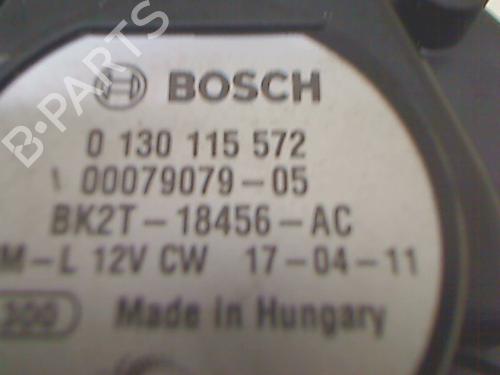 B-PARTS
BOSCH
0 130 115 572
00079079-05
BK2T-18456-AC
M-L 12V CW 17-04-11
300 Made in Hungary